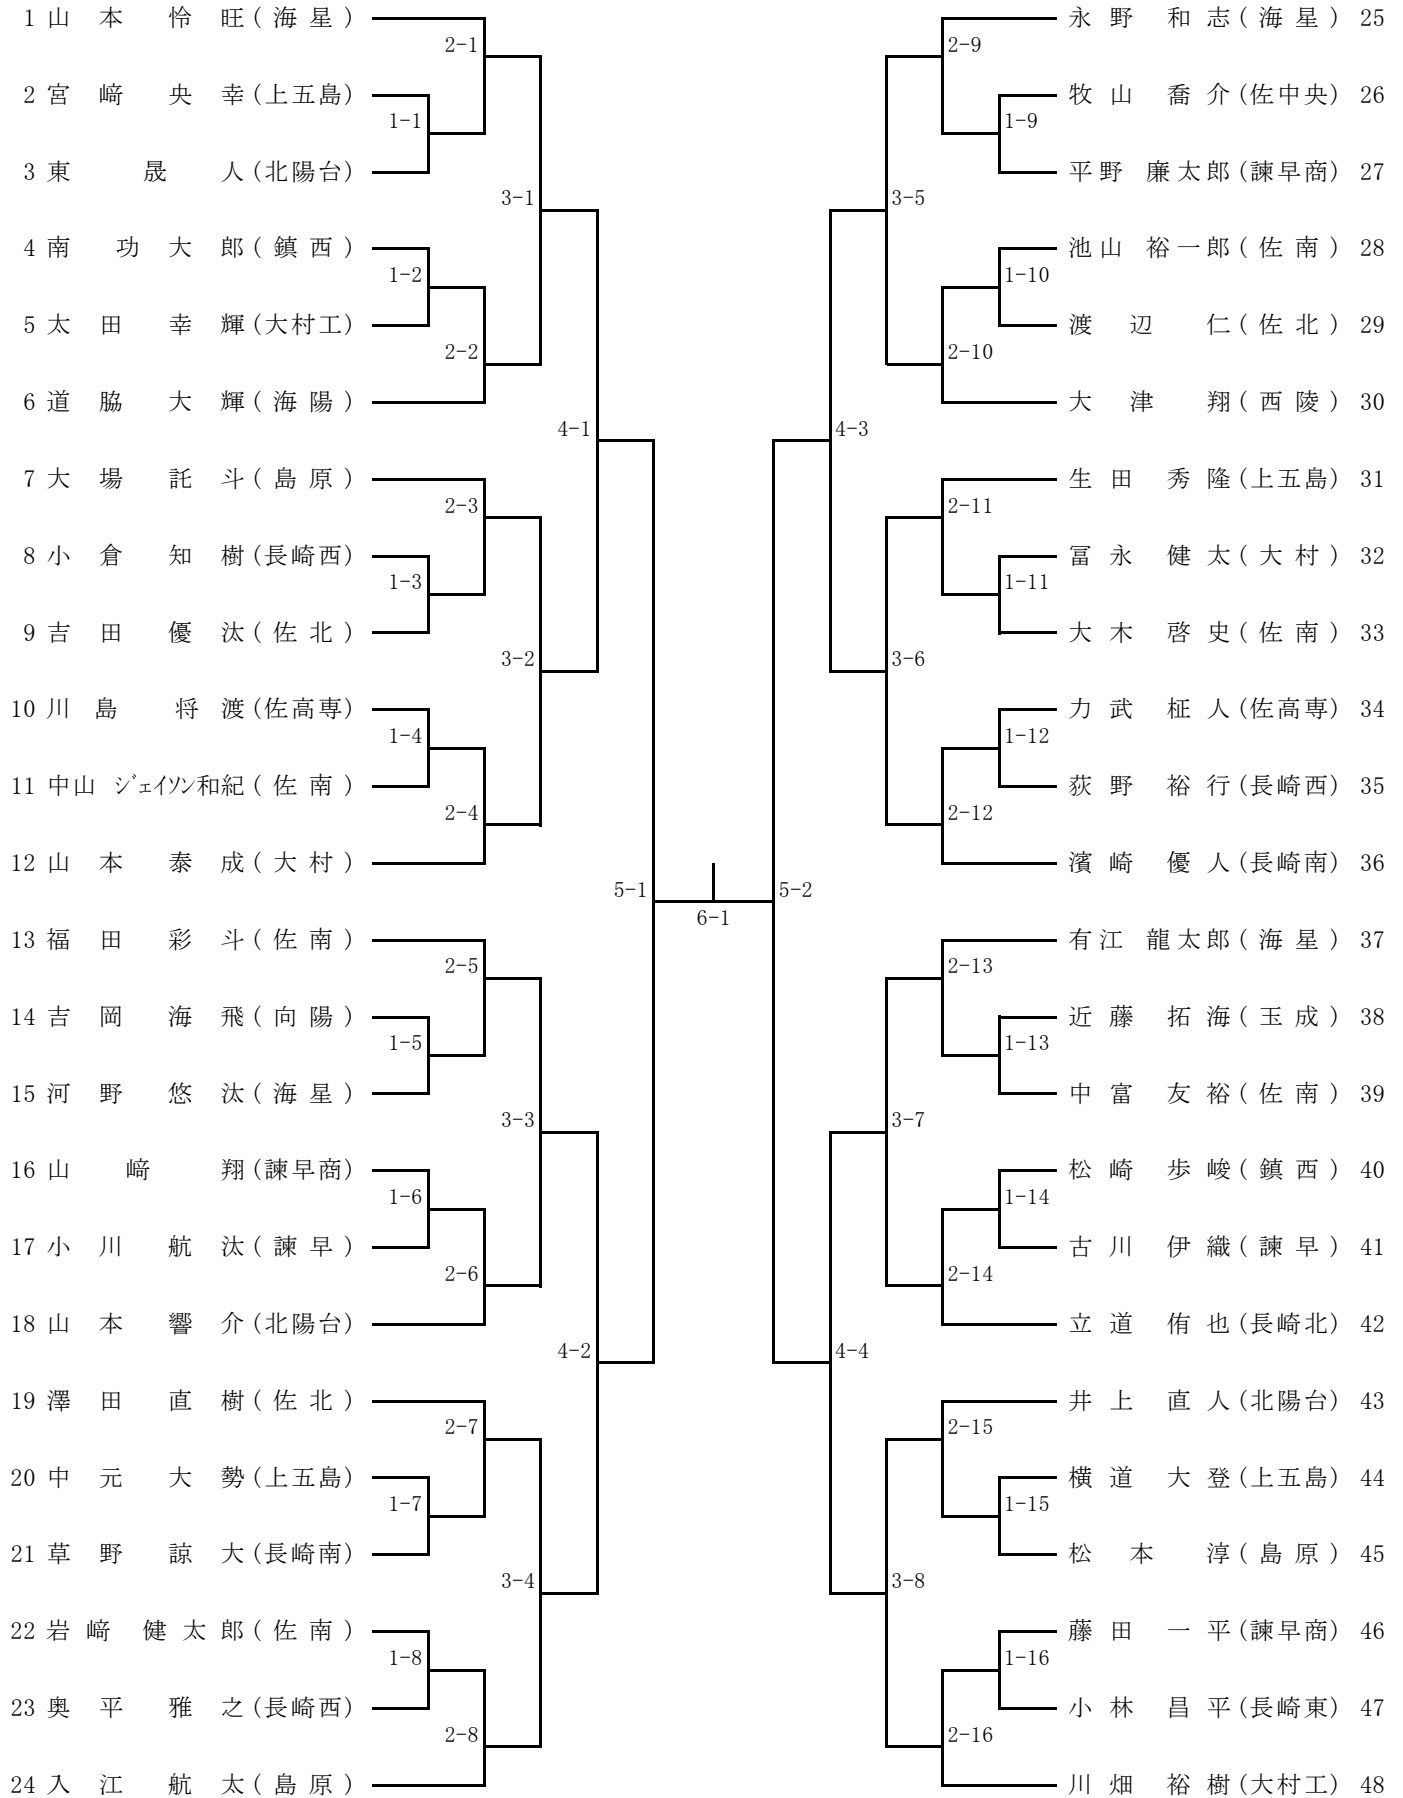 1 山本 怜旺 (海星)
2-1
2 宮﨑 央幸 (上五島)
1-1
3 東 晟人 (北陽台)
3-1
4 南 功大郎 (鎮西)
1-2
5 太田 幸輝 (大村工)
2-2
6 道脇 大輝 (海陽)
4-1
7 大場 託斗 (島原)
2-3
8 小倉 知樹 (長崎西)
1-3
9 吉田 優汰 (佐北)
3-2
10 川島 将渡 (佐高専)
1-4
11 中山 ジェイソン和紀 (佐南)
2-4
12 山本 泰成 (大村)
5-1
13 福田 彩斗 (佐南)
2-5
14 吉岡 海飛 (向陽)
1-5
15 河野 悠汰 (海星)
3-3
16 山﨑 翔 (諫早商)
1-6
17 小川 航汰 (諫早)
2-6
18 山本 響介 (北陽台)
4-2
19 澤田 直樹 (佐北)
2-7
20 中元 大勢 (上五島)
1-7
21 草野 諒大 (長崎南)
3-4
22 岩﨑 健太郎 (佐南)
1-8
23 奥平 雅之 (長崎西)
2-8
24 入江 航太 (島原)
6-1
永野 和志 (海星) 25
2-9
牧山 喬介 (佐中央) 26
1-9
平野 廉太郎 (諫早商) 27
3-5
池山 裕一郎 (佐南) 28
1-10
渡辺 仁 (佐北) 29
2-10
大津 翔 (西陵) 30
4-3
生田 秀隆 (上五島) 31
2-11
冨永 健太 (大村) 32
1-11
大木 啓史 (佐南) 33
3-6
力武 柾人 (佐高専) 34
1-12
荻野 裕行 (長崎西) 35
2-12
濱崎 優人 (長崎南) 36
5-2
有江 龍太郎 (海星) 37
2-13
近藤 拓海 (玉成) 38
1-13
中富 友裕 (佐南) 39
3-7
松崎 歩峻 (鎮西) 40
1-14
古川 伊織 (諫早) 41
2-14
立道 侑也 (長崎北) 42
4-4
井上 直人 (北陽台) 43
2-15
横道 大登 (上五島) 44
1-15
松本 淳 (島原) 45
3-8
藤田 一平 (諫早商) 46
1-16
小林 昌平 (長崎東) 47
2-16
川畑 裕樹 (大村工) 48